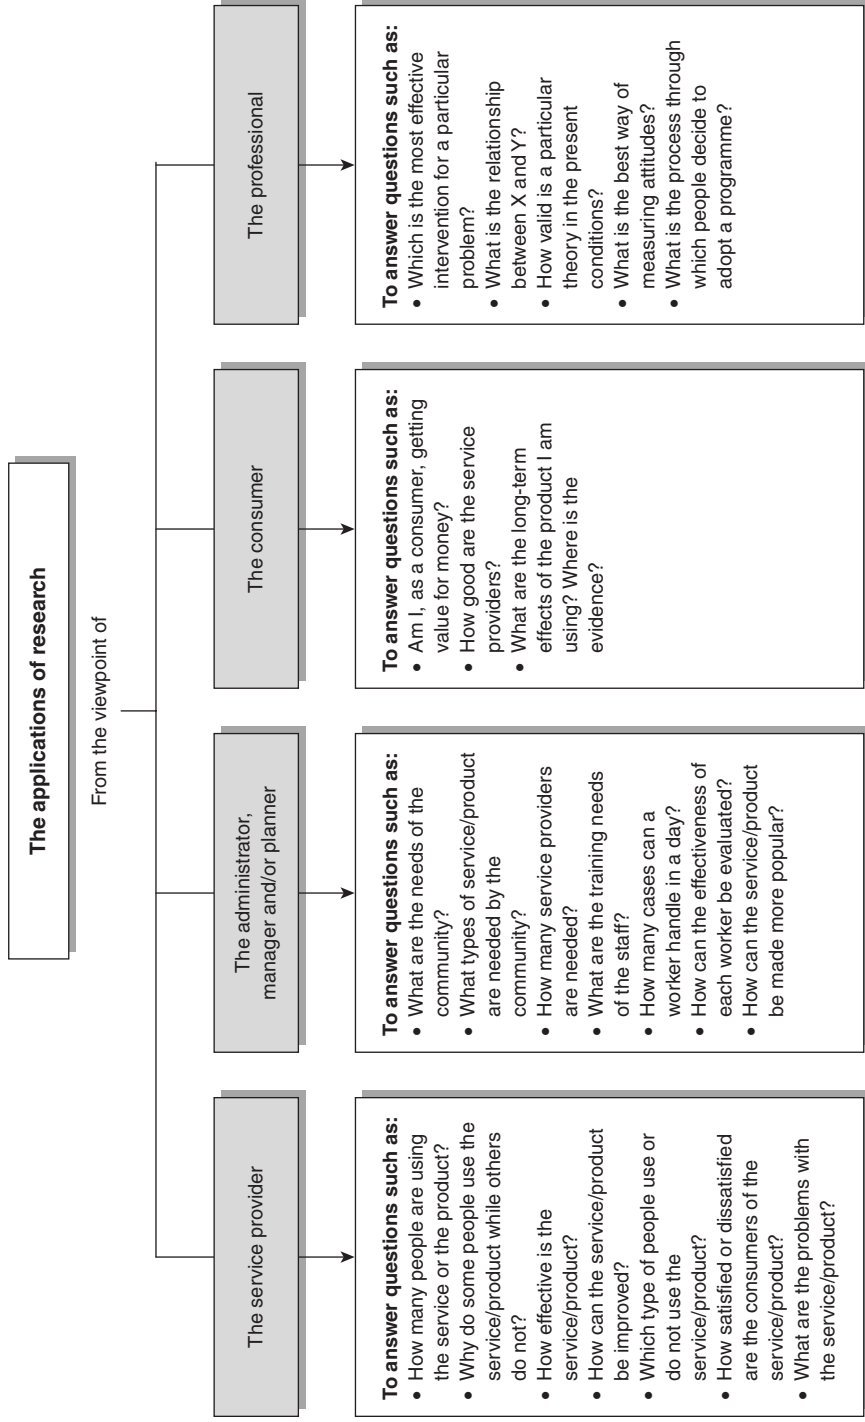 The applications of research
From the viewpoint of
The service provider
To answer questions such as:
• How many people are using
the service or the product?
• Why do some people use the
service/product while others
do not?
• How effective is the
service/product?
• How can the service/product
be improved?
• Which type of people use or
do not use the
service/product?
• How satisfied or dissatisfied
are the consumers of the
service/product?
• What are the problems with
the service/product?
The administrator,
manager and/or planner
To answer questions such as:
• What are the needs of the
community?
• What types of service/product
are needed by the
community?
• How many service providers
are needed?
• What are the training needs
of the staff?
• How many cases can a
worker handle in a day?
• How can the effectiveness of
each worker be evaluated?
• How can the service/product
be made more popular?
The consumer
To answer questions such as:
• Am I, as a consumer, getting
value for money?
• How good are the service
providers?
• What are the long-term
effects of the product I am
using? Where is the
evidence?
The professional
To answer questions such as:
• Which is the most effective
intervention for a particular
problem?
• What is the relationship
between X and Y?
• How valid is a particular
theory in the present
conditions?
• What is the best way of
measuring attitudes?
• What is the process through
which people decide to
adopt a programme?